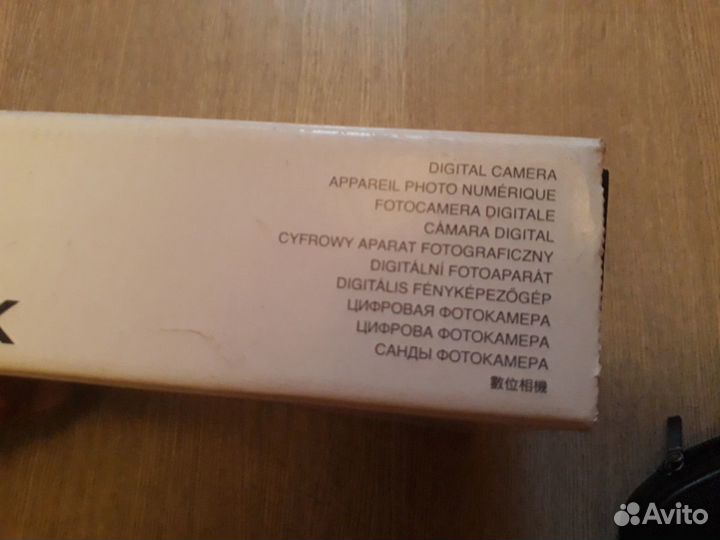 DIGITAL CAMERA
APPAREIL PHOTO NUMÉRIQUE
FOTOCAMERA DIGITALE
CÁMARA DIGITAL
CYFROWY APARAT FOTOGRAFICZNY
DIGITÁLNÍ FOTOAPARÁT
DIGITÁLIS FÉNYKÉPEZŐGÉP
ЦИФРОВАЯ ФОТОКАМЕРА
ЦИФРОВА ФОТОКАМЕРА
САНДЫ ФОТОКАМЕРА
數位相機
X
Avito